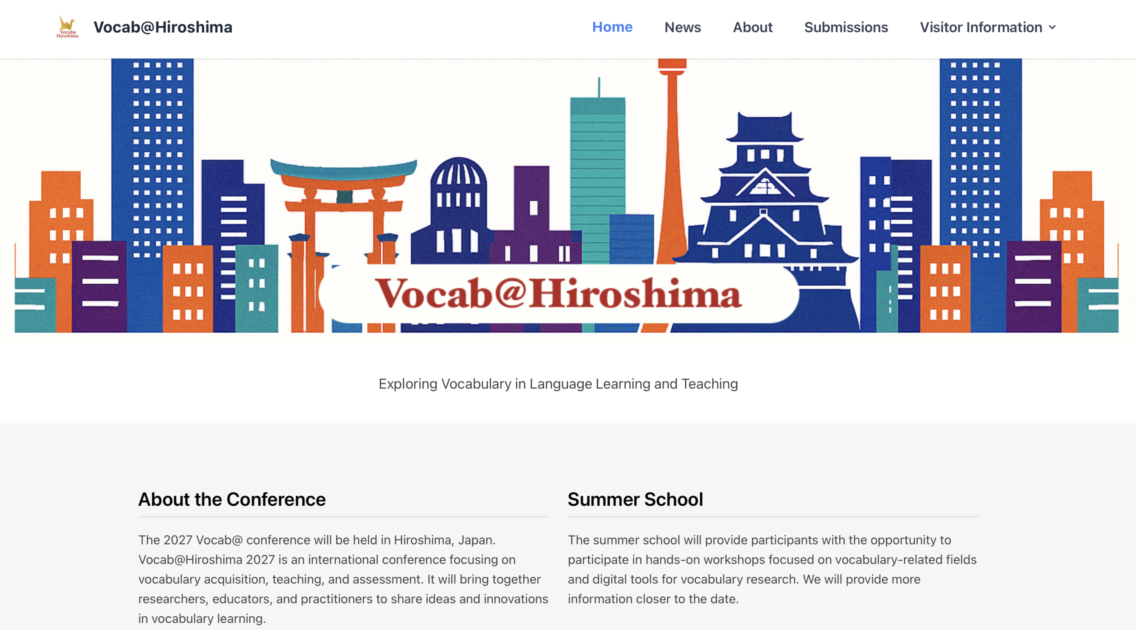 Vocab@
Hiroshima
Vocab@Hiroshima
Home
News
About
Submissions
Visitor Information
Vocab@Hiroshima
Exploring Vocabulary in Language Learning and Teaching
About the Conference
The 2027 Vocab@ conference will be held in Hiroshima, Japan.
Vocab@Hiroshima 2027 is an international conference focusing on
vocabulary acquisition, teaching, and assessment. It will bring together
researchers, educators, and practitioners to share ideas and innovations
in vocabulary learning.
Summer School
The summer school will provide participants with the opportunity to
participate in hands-on workshops focused on vocabulary-related fields
and digital tools for vocabulary research. We will provide more
information closer to the date.